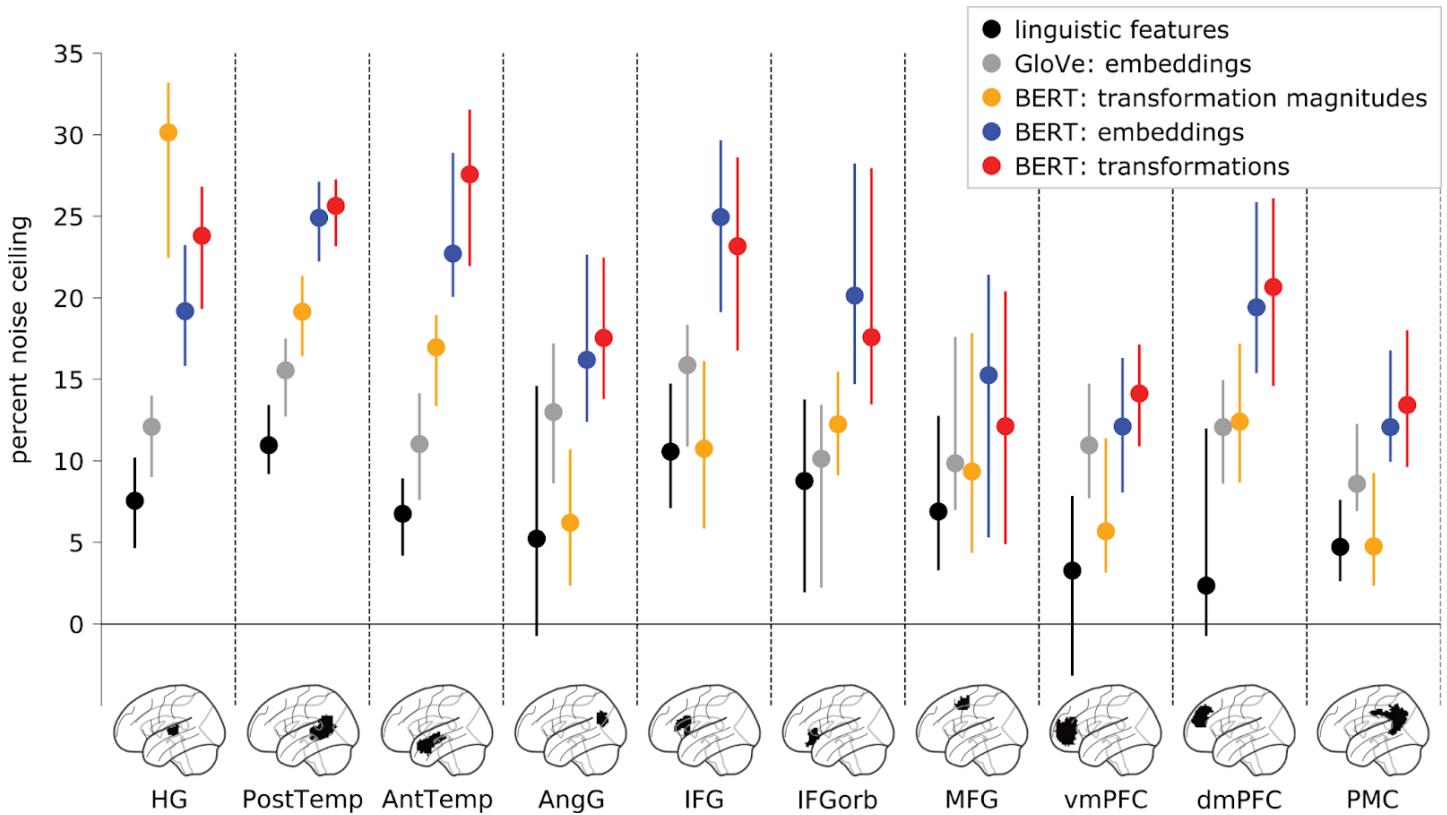 linguistic features
GloVe: embeddings
BERT: transformation magnitudes
BERT: embeddings
BERT: transformations
percent noise ceiling
35
30
25
20
15
10
5
0
HG PostTemp AntTemp AngG IFG IFGorb MFG vmPFC dmPFC PMC